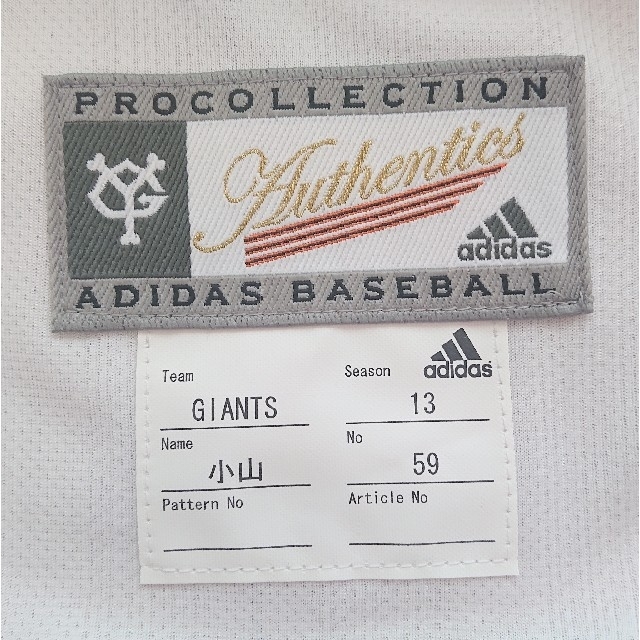 PROCOLLECTION
YG
Authentics
adidas
ADIDAS BASEBALL
adidas
Team
Season
GIANTS
13
Name
No
小山
59
Pattern No
Article No